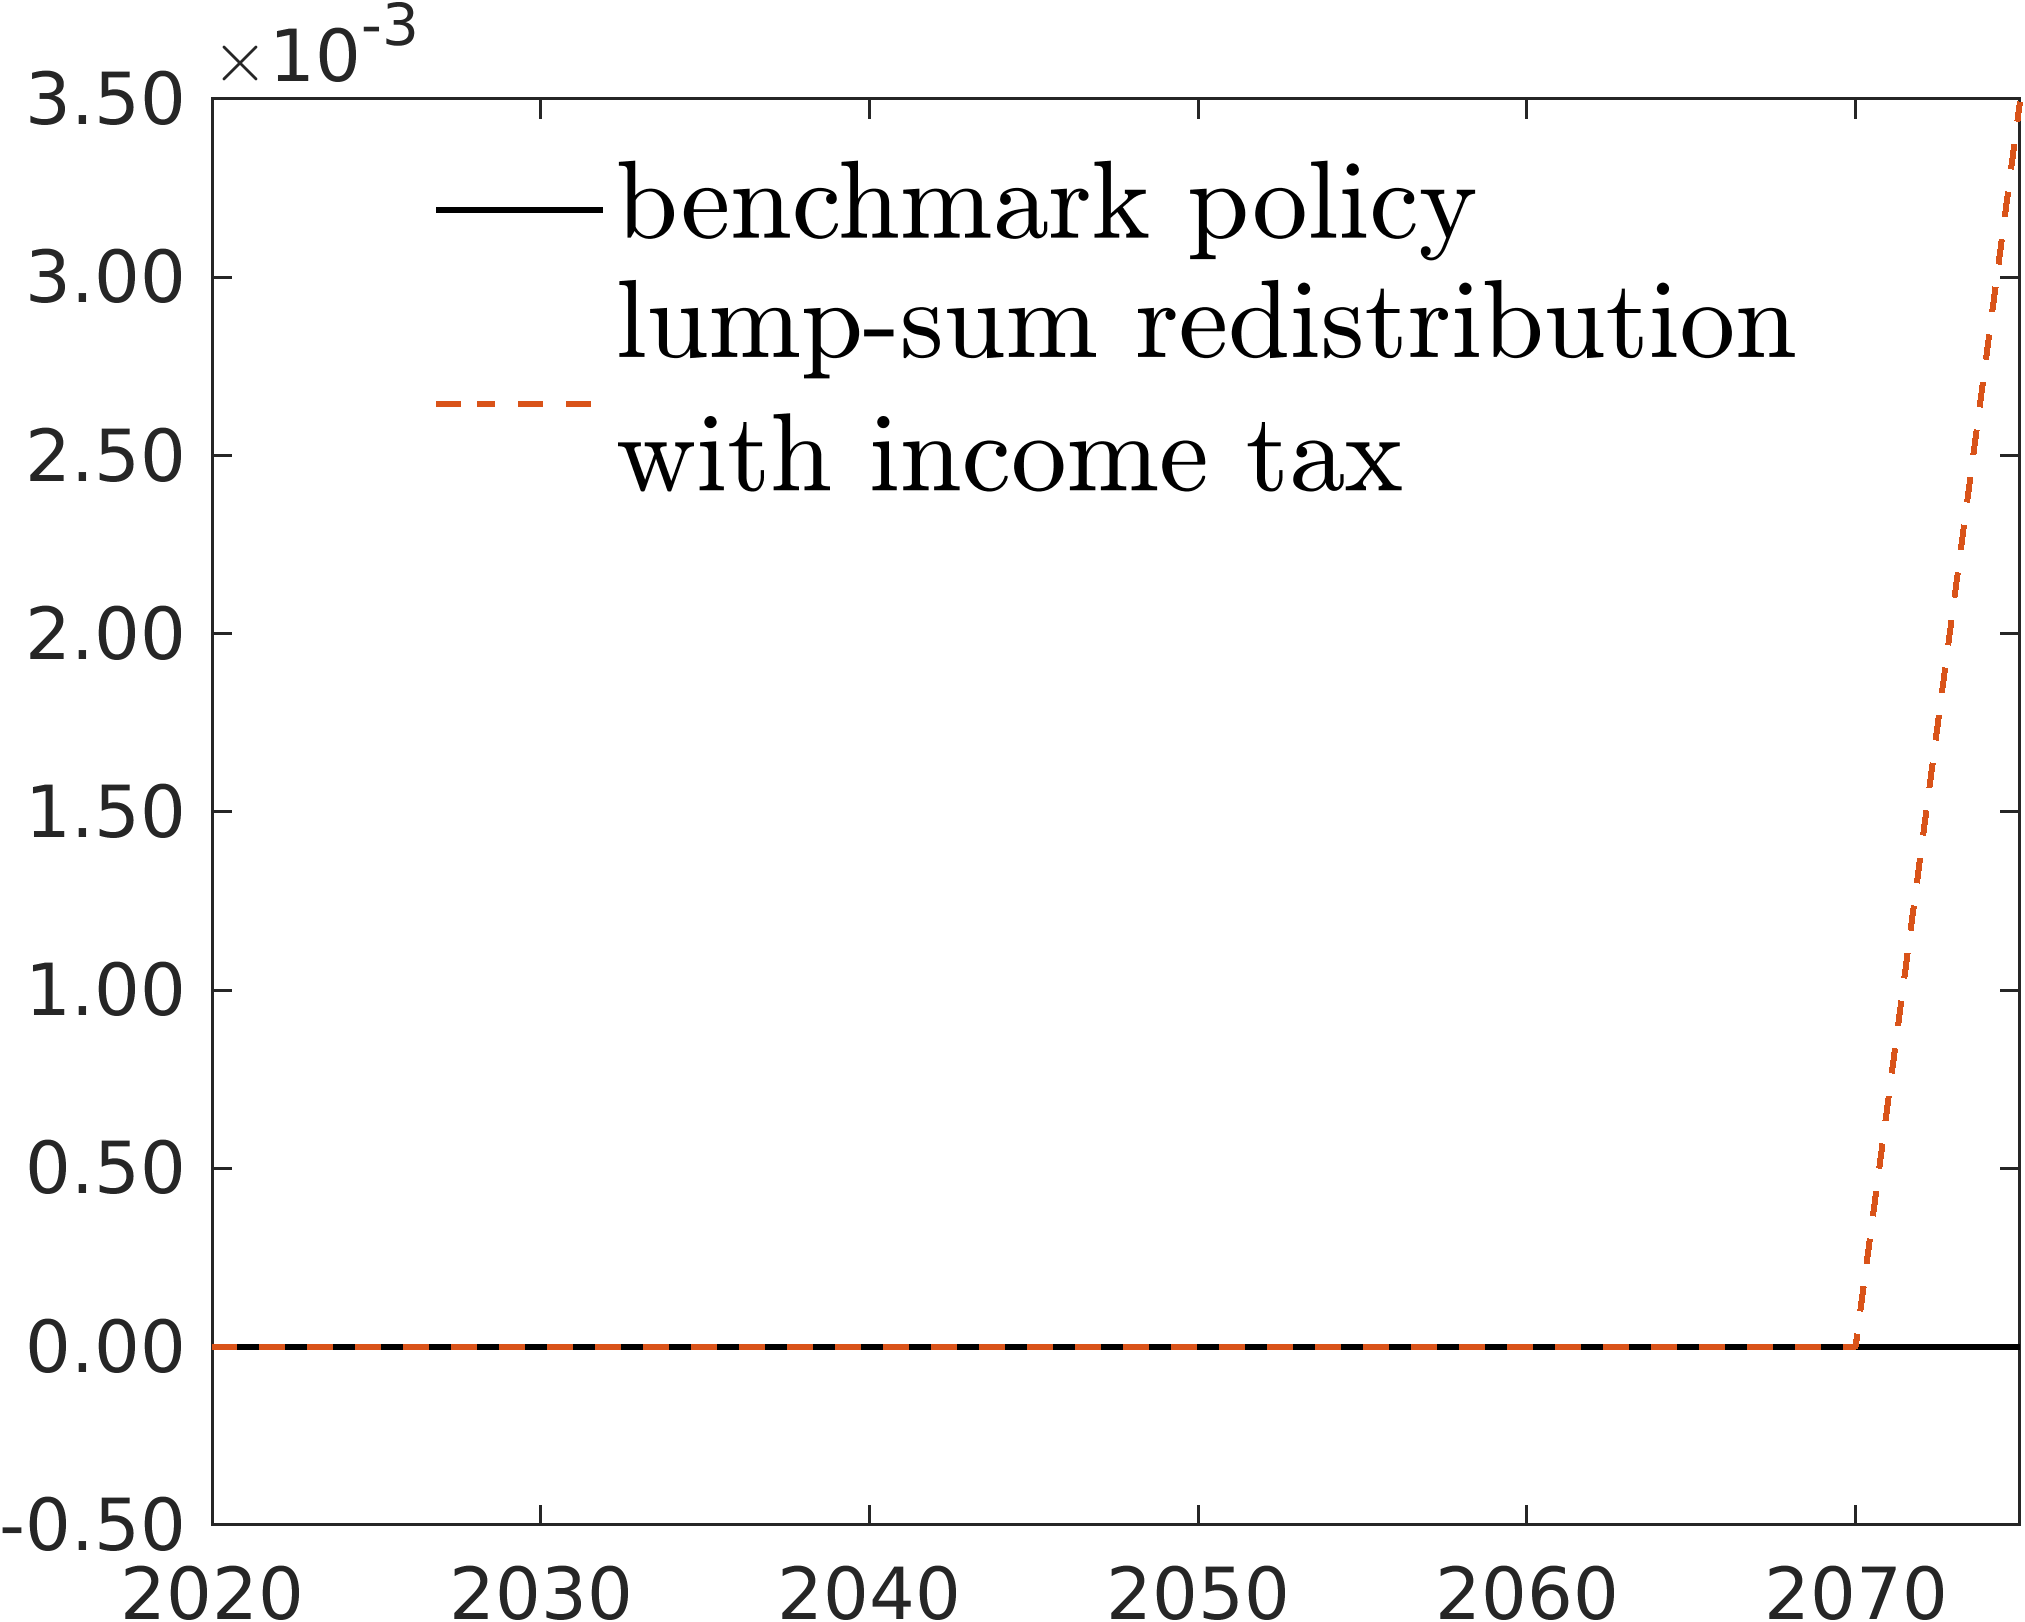 ×10-3
3.50
benchmark policy
3.00
lump-sum redistribution
with income tax
2.50
2.00
1.50
1.00
0.50
0.00
-0.50
2020 2030 2040 2050 2060 2070